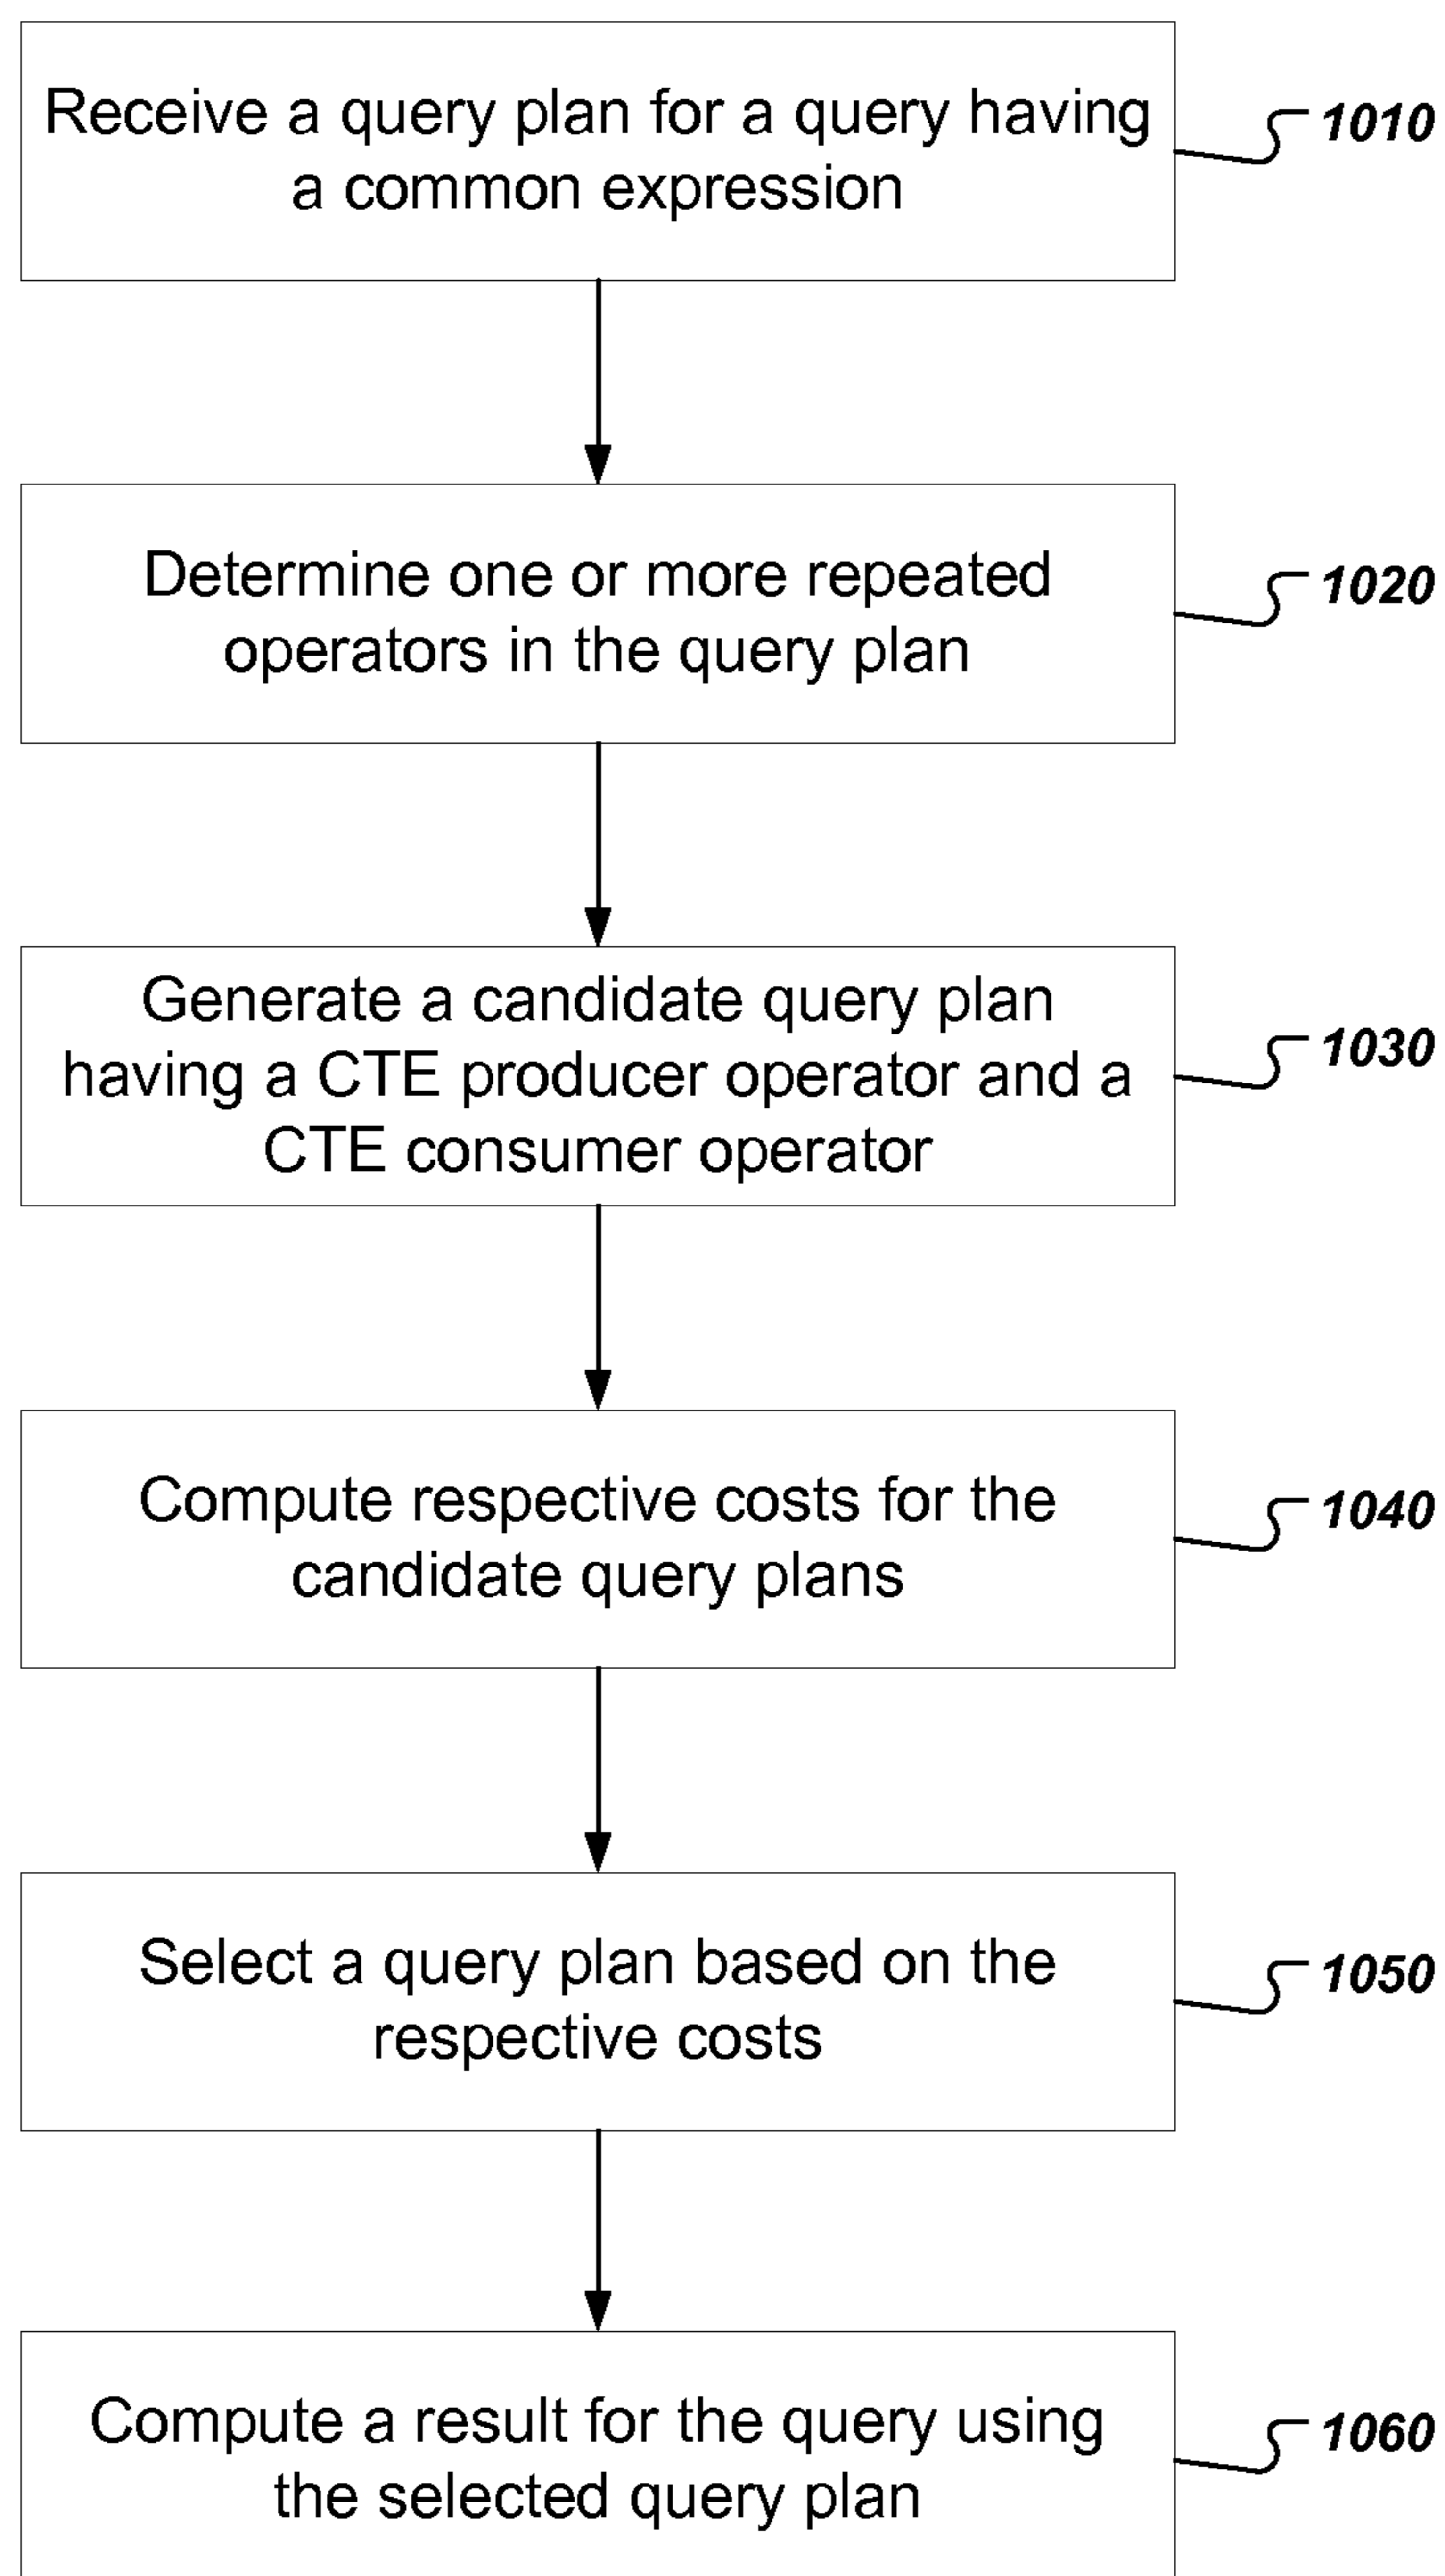 Receive a query plan for a query having
a common expression
1010
Determine one or more repeated
operators in the query plan
1020
Generate a candidate query plan
having a CTE producer operator and a
CTE consumer operator
1030
Compute respective costs for the
candidate query plans
1040
Select a query plan based on the
respective costs
1050
Compute a result for the query using
the selected query plan
1060